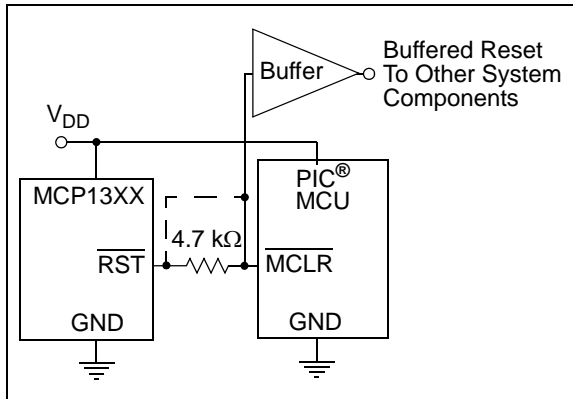 Buffer
Buffered Reset
To Other System
Components
VDD
MCP13XX
PIC®
MCU
4.7 kΩ
RST
MCLR
GND
GND